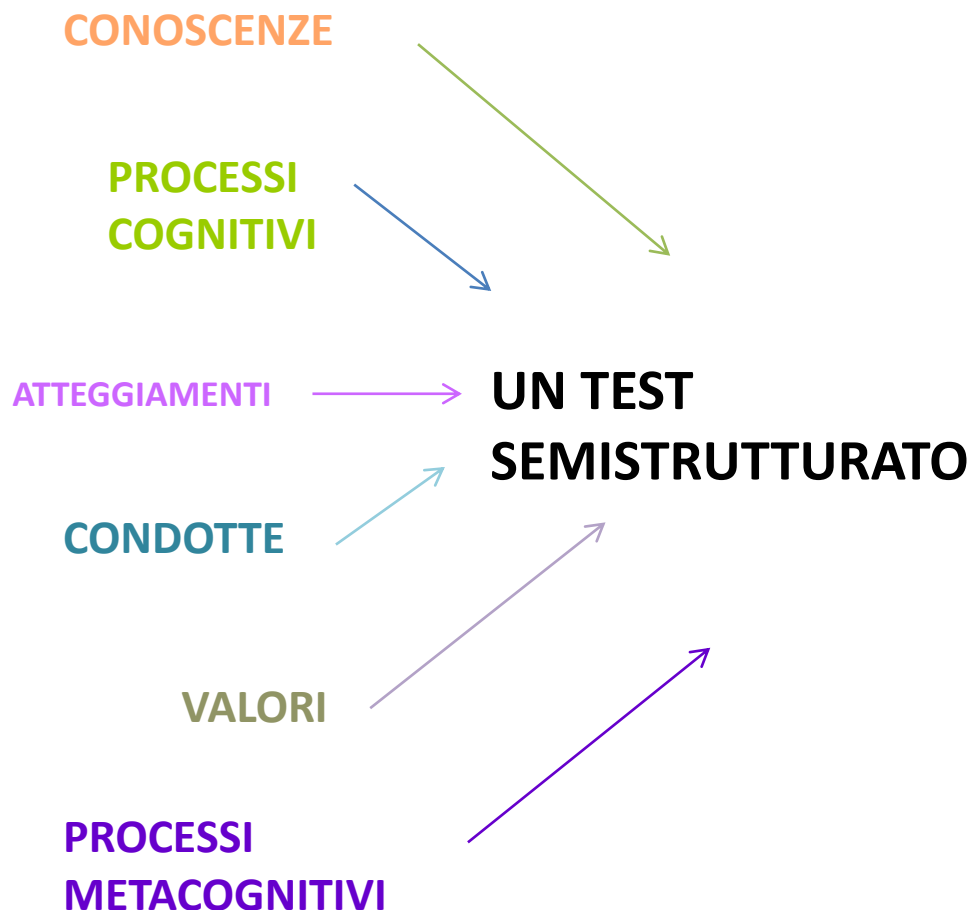 CONOSCENZE
PROCESSI
COGNITIVI
ATTEGGIAMENTI
UN TEST
SEMISTRUTTURATO
CONDOTTE
VALORI
PROCESSI
METACOGNITIVI